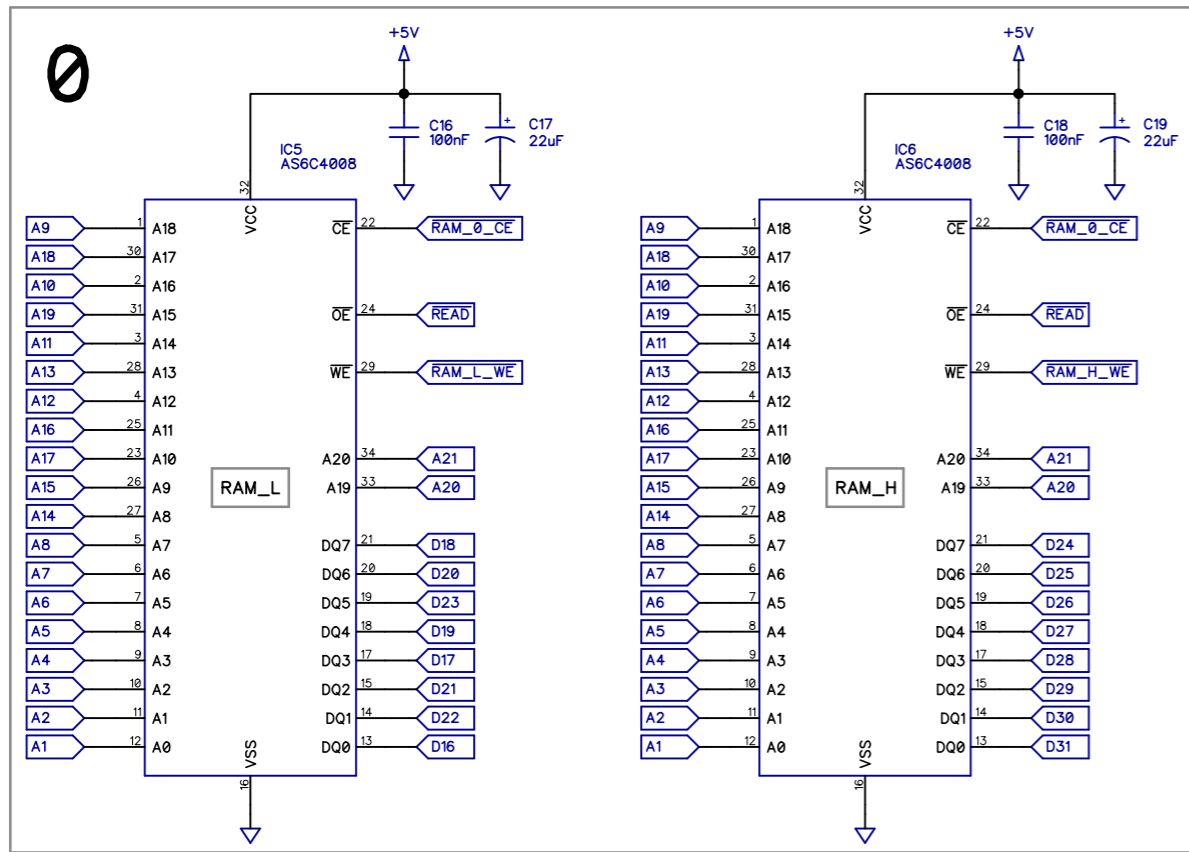 0
+5V
C16
100nF
C17
22uF
IC5
AS6C4008
32
VCC
A9 1 A18
A18 30 A17
A10 2 A16
A19 31 A15
A11 3 A14
A13 28 A13
A12 4 A12
A16 25 A11
A17 23 A10
A15 26 A9
A14 27 A8
A8 5 A7
A7 6 A6
A6 7 A5
A5 8 A4
A4 9 A3
A3 10 A2
A2 11 A1
A1 12 A0
RAM_L
CE 22 RAM_0_CE
OE 24 READ
WE 29 RAM_L_WE
A20 34 A21
A19 33 A20
DQ7 21 D18
DQ6 20 D20
DQ5 19 D23
DQ4 18 D19
DQ3 17 D17
DQ2 15 D21
DQ1 14 D22
DQ0 13 D16
VSS
16
+5V
C18
100nF
C19
22uF
IC6
AS6C4008
32
VCC
A9 1 A18
A18 30 A17
A10 2 A16
A19 31 A15
A11 3 A14
A13 28 A13
A12 4 A12
A16 25 A11
A17 23 A10
A15 26 A9
A14 27 A8
A8 5 A7
A7 6 A6
A6 7 A5
A5 8 A4
A4 9 A3
A3 10 A2
A2 11 A1
A1 12 A0
RAM_H
CE 22 RAM_0_CE
OE 24 READ
WE 29 RAM_H_WE
A20 34 A21
A19 33 A20
DQ7 21 D24
DQ6 20 D25
DQ5 19 D26
DQ4 18 D27
DQ3 17 D28
DQ2 15 D29
DQ1 14 D30
DQ0 13 D31
VSS
16